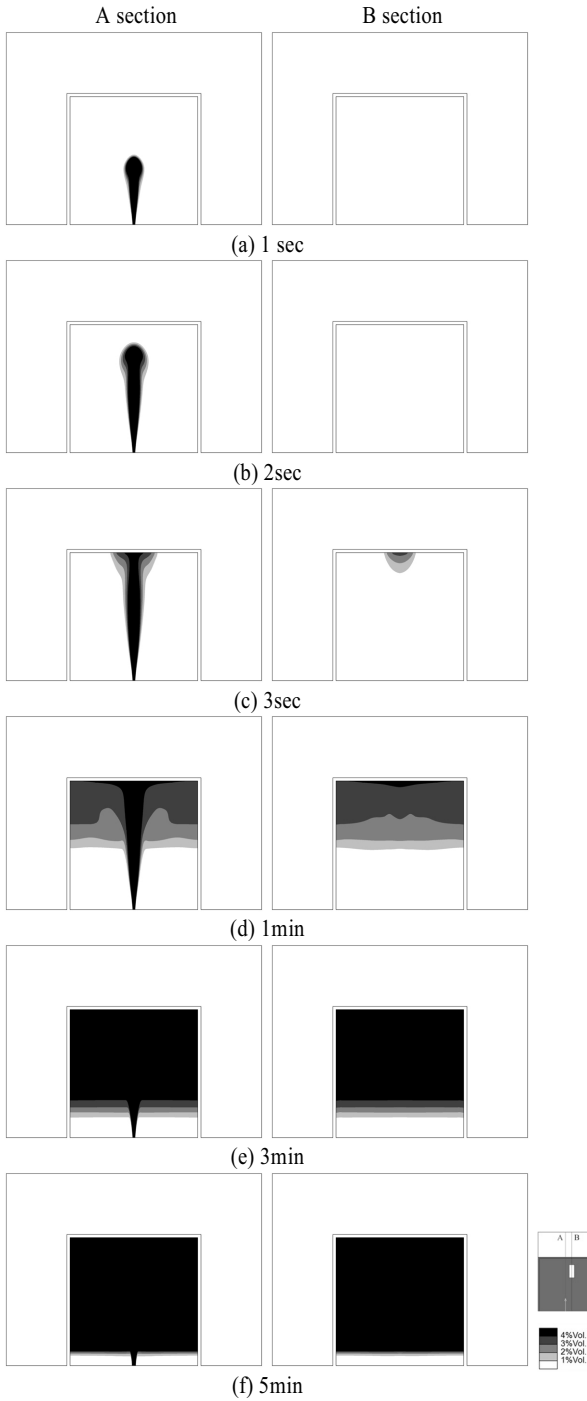 A section B section
(a) 1 sec
(b) 2sec
(c) 3sec
(d) 1min
(e) 3min
(f) 5min
A B
4%Vol.
3%Vol.
2%Vol.
1%Vol.